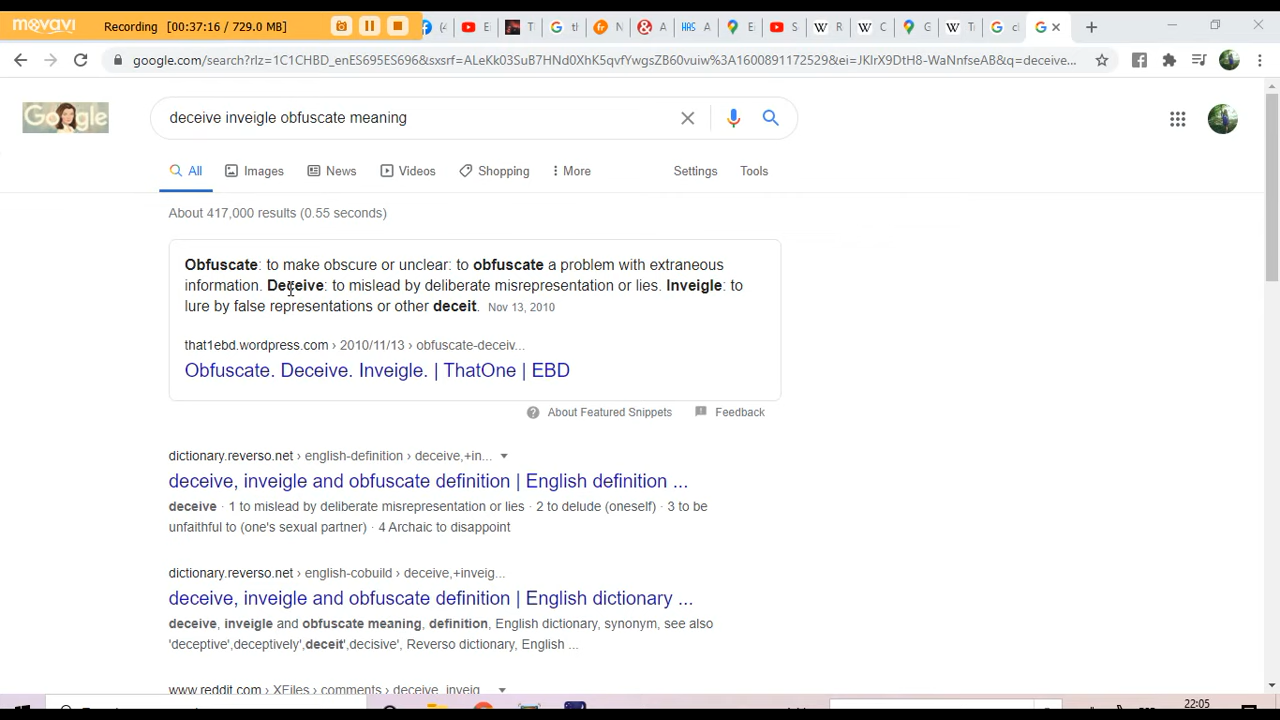 movavi Recording [00:37:16 / 729.0 MB]
google.com/search?rlz=1C1CHBD_enES695ES696&sxsrf=ALeKk03SuB7HNd0XhK5qvfYwgsZB60vuiw%3A1600891172529&ei=JKlrX9DtH8-WaNnfseAB&q=deceive...
Google deceive inveigle obfuscate meaning
All Images News Videos Shopping More Settings Tools
About 417,000 results (0.55 seconds)
Obfuscate: to make obscure or unclear: to obfuscate a problem with extraneous
information. Deceive: to mislead by deliberate misrepresentation or lies. Inveigle: to
lure by false representations or other deceit. Nov 13, 2010
that1ebd.wordpress.com › 2010/11/13 › obfuscate-deceiv...
Obfuscate. Deceive. Inveigle. | ThatOne | EBD
About Featured Snippets Feedback
dictionary.reverso.net › english-definition › deceive,+in...
deceive, inveigle and obfuscate definition | English definition ...
deceive · 1 to mislead by deliberate misrepresentation or lies · 2 to delude (oneself) · 3 to be
unfaithful to (one's sexual partner) · 4 Archaic to disappoint
dictionary.reverso.net › english-cobuild › deceive,+inveig...
deceive, inveigle and obfuscate definition | English dictionary ...
deceive, inveigle and obfuscate meaning, definition, English dictionary, synonym, see also
'deceptive',deceptively',deceit',decisive', Reverso dictionary, English ...
www.reddit.com › XFiles › comments › deceive_inveig
22:05